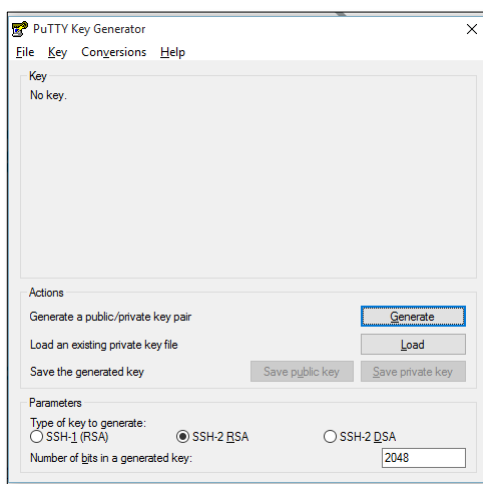 PuTTY Key Generator
File Key Conversions Help
Key
No key.
Actions
Generate a public/private key pair Generate
Load an existing private key file Load
Save the generated key Save public key Save private key
Parameters
Type of key to generate:
SSH-1 (RSA) SSH-2 RSA SSH-2 DSA
Number of bits in a generated key: 2048